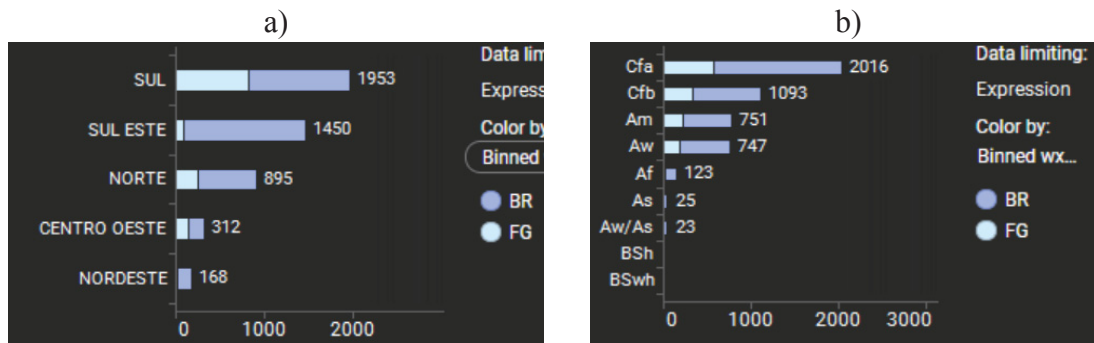 a)
SUL
1953
SUL ESTE
1450
NORTE
895
CENTRO OESTE
312
NORDESTE
168
0 1000 2000
Data lim
Express
Color by
Binned
BR
FG
b)
Cfa
2016
Cfb
1093
Am
751
Aw
747
Af
123
As
25
Aw/As
23
BSh
BSwh
0 1000 2000 3000
Data limiting:
Expression
Color by:
Binned wx...
BR
FG